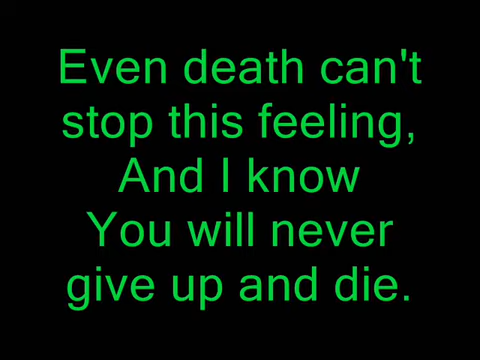 Even death can't
stop this feeling,
And I know
You will never
give up and die.